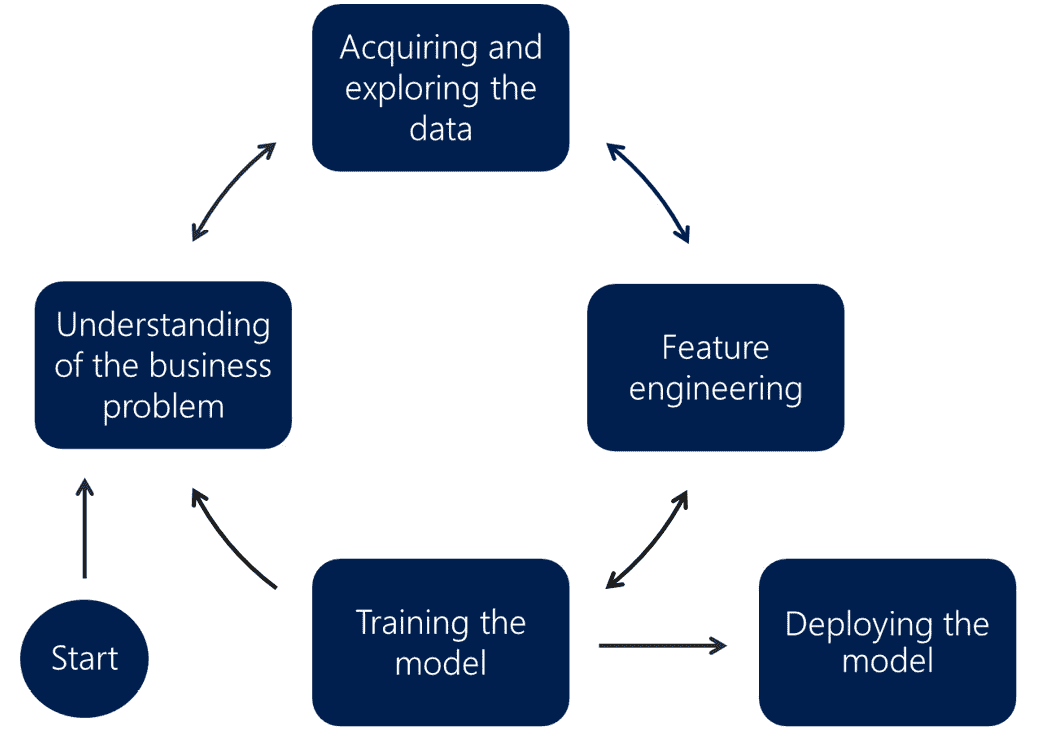 Acquiring and
exploring the
data
Understanding
of the business
problem
Feature
engineering
Start
Training the
model
Deploying the
model